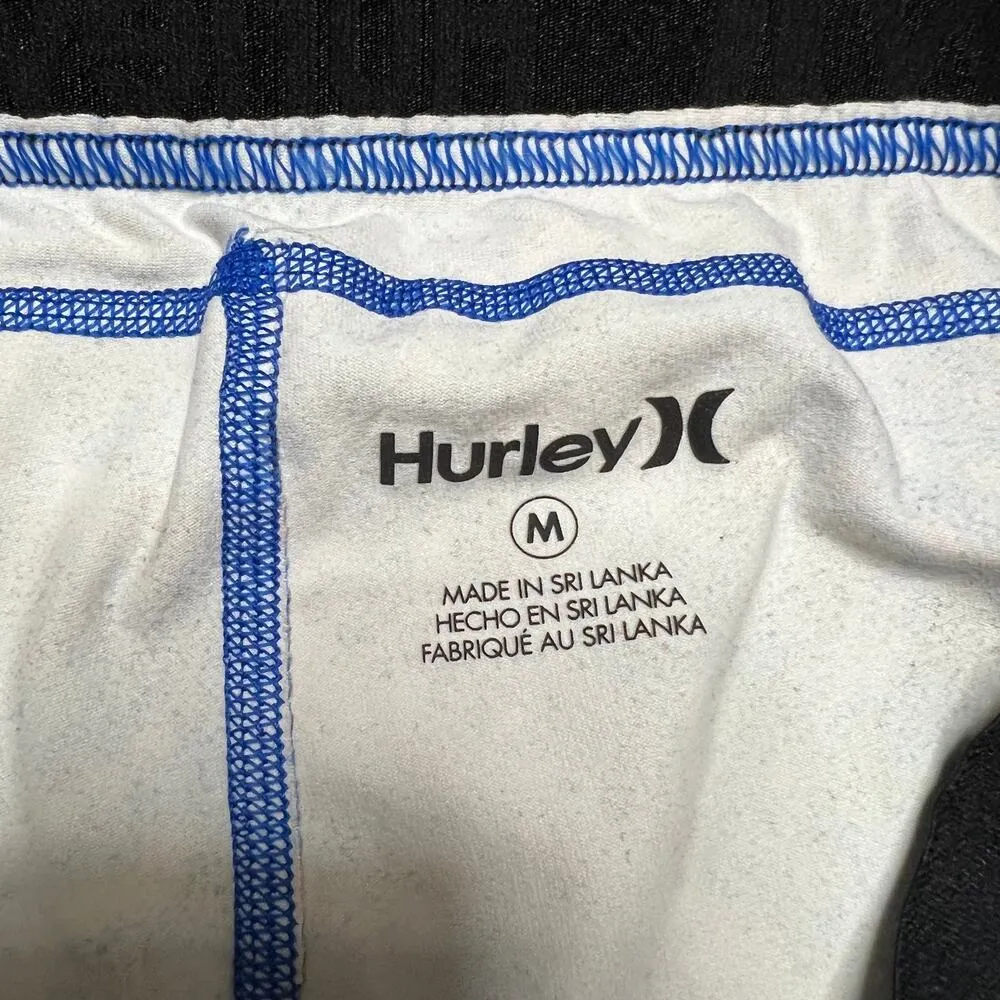 Hurley
M
MADE IN SRI LANKA
HECHO EN SRI LANKA
FABRIQUÉ AU SRI LANKA